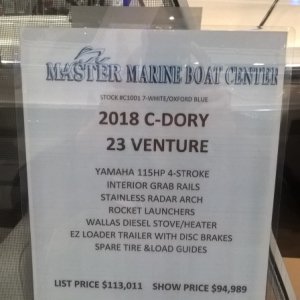 MASTER MARINE BOAT CENTER
STOCK #C1001 7-WHITE/OXFORD BLUE
2018 C-DORY
23 VENTURE
YAMAHA 115HP 4-STROKE
INTERIOR GRAB RAILS
STAINLESS RADAR ARCH
ROCKET LAUNCHERS
WALLAS DIESEL STOVE/HEATER
EZ LOADER TRAILER WITH DISC BRAKES
SPARE TIRE &LOAD GUIDES
LIST PRICE $113,011 SHOW PRICE $94,989